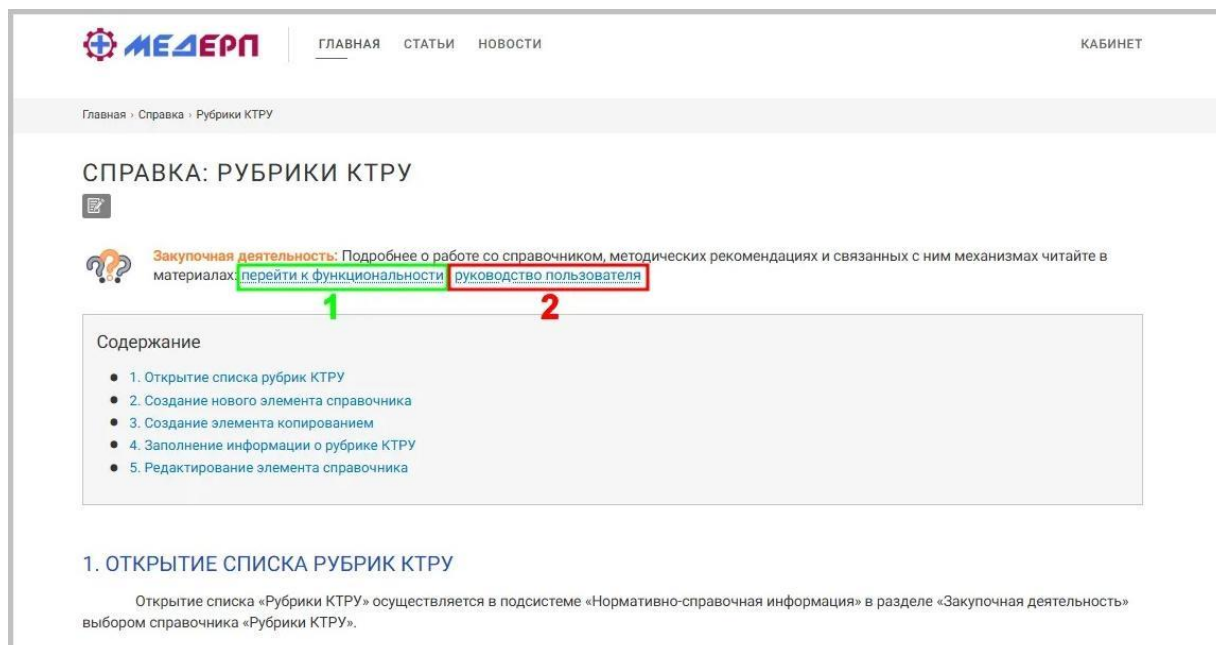 МЕДЕРП
ГЛАВНАЯ СТАТЬИ НОВОСТИ КАБИНЕТ
Главная › Справка › Рубрики КТРУ
СПРАВКА: РУБРИКИ КТРУ
Закупочная деятельность: Подробнее о работе со справочником, методических рекомендациях и связанных с ним механизмах читайте в
материалах: перейти к функциональности руководство пользователя
1 2
Содержание
1. Открытие списка рубрик КТРУ
2. Создание нового элемента справочника
3. Создание элемента копированием
4. Заполнение информации о рубрике КТРУ
5. Редактирование элемента справочника
1. ОТКРЫТИЕ СПИСКА РУБРИК КТРУ
Открытие списка «Рубрики КТРУ» осуществляется в подсистеме «Нормативно-справочная информация» в разделе «Закупочная деятельность»
выбором справочника «Рубрики КТРУ».